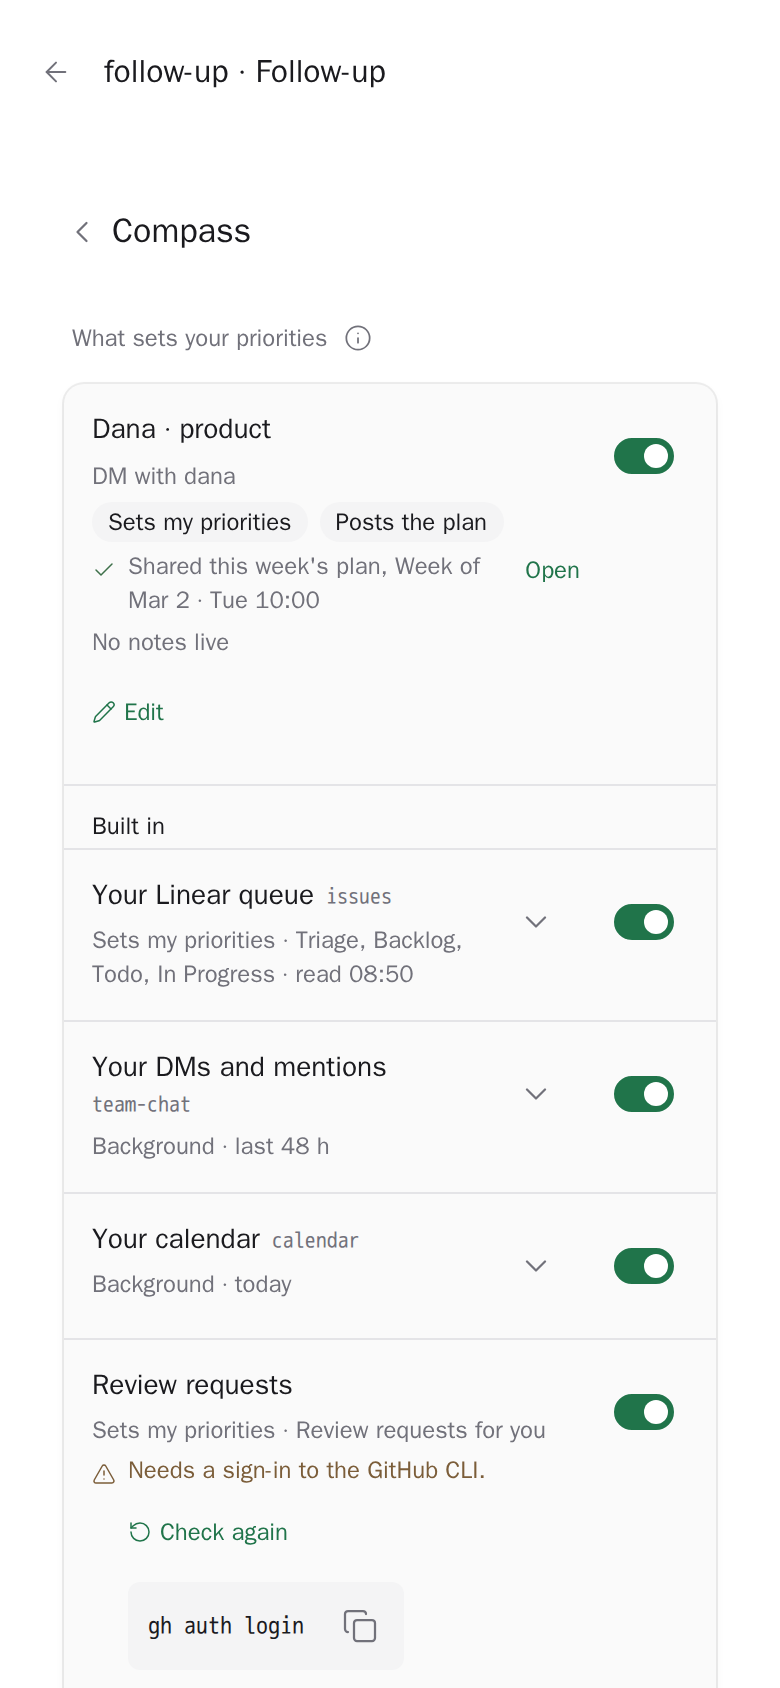 follow-up · Follow-up
Compass
What sets your priorities
Dana · product
DM with dana
Sets my priorities
Posts the plan
Shared this week's plan, Week of
Mar 2 · Tue 10:00
Open
No notes live
Edit
Built in
Your Linear queue issues
Sets my priorities · Triage, Backlog,
Todo, In Progress · read 08:50
Your DMs and mentions
team-chat
Background · last 48 h
Your calendar calendar
Background · today
Review requests
Sets my priorities · Review requests for you
Needs a sign-in to the GitHub CLI.
Check again
gh auth login